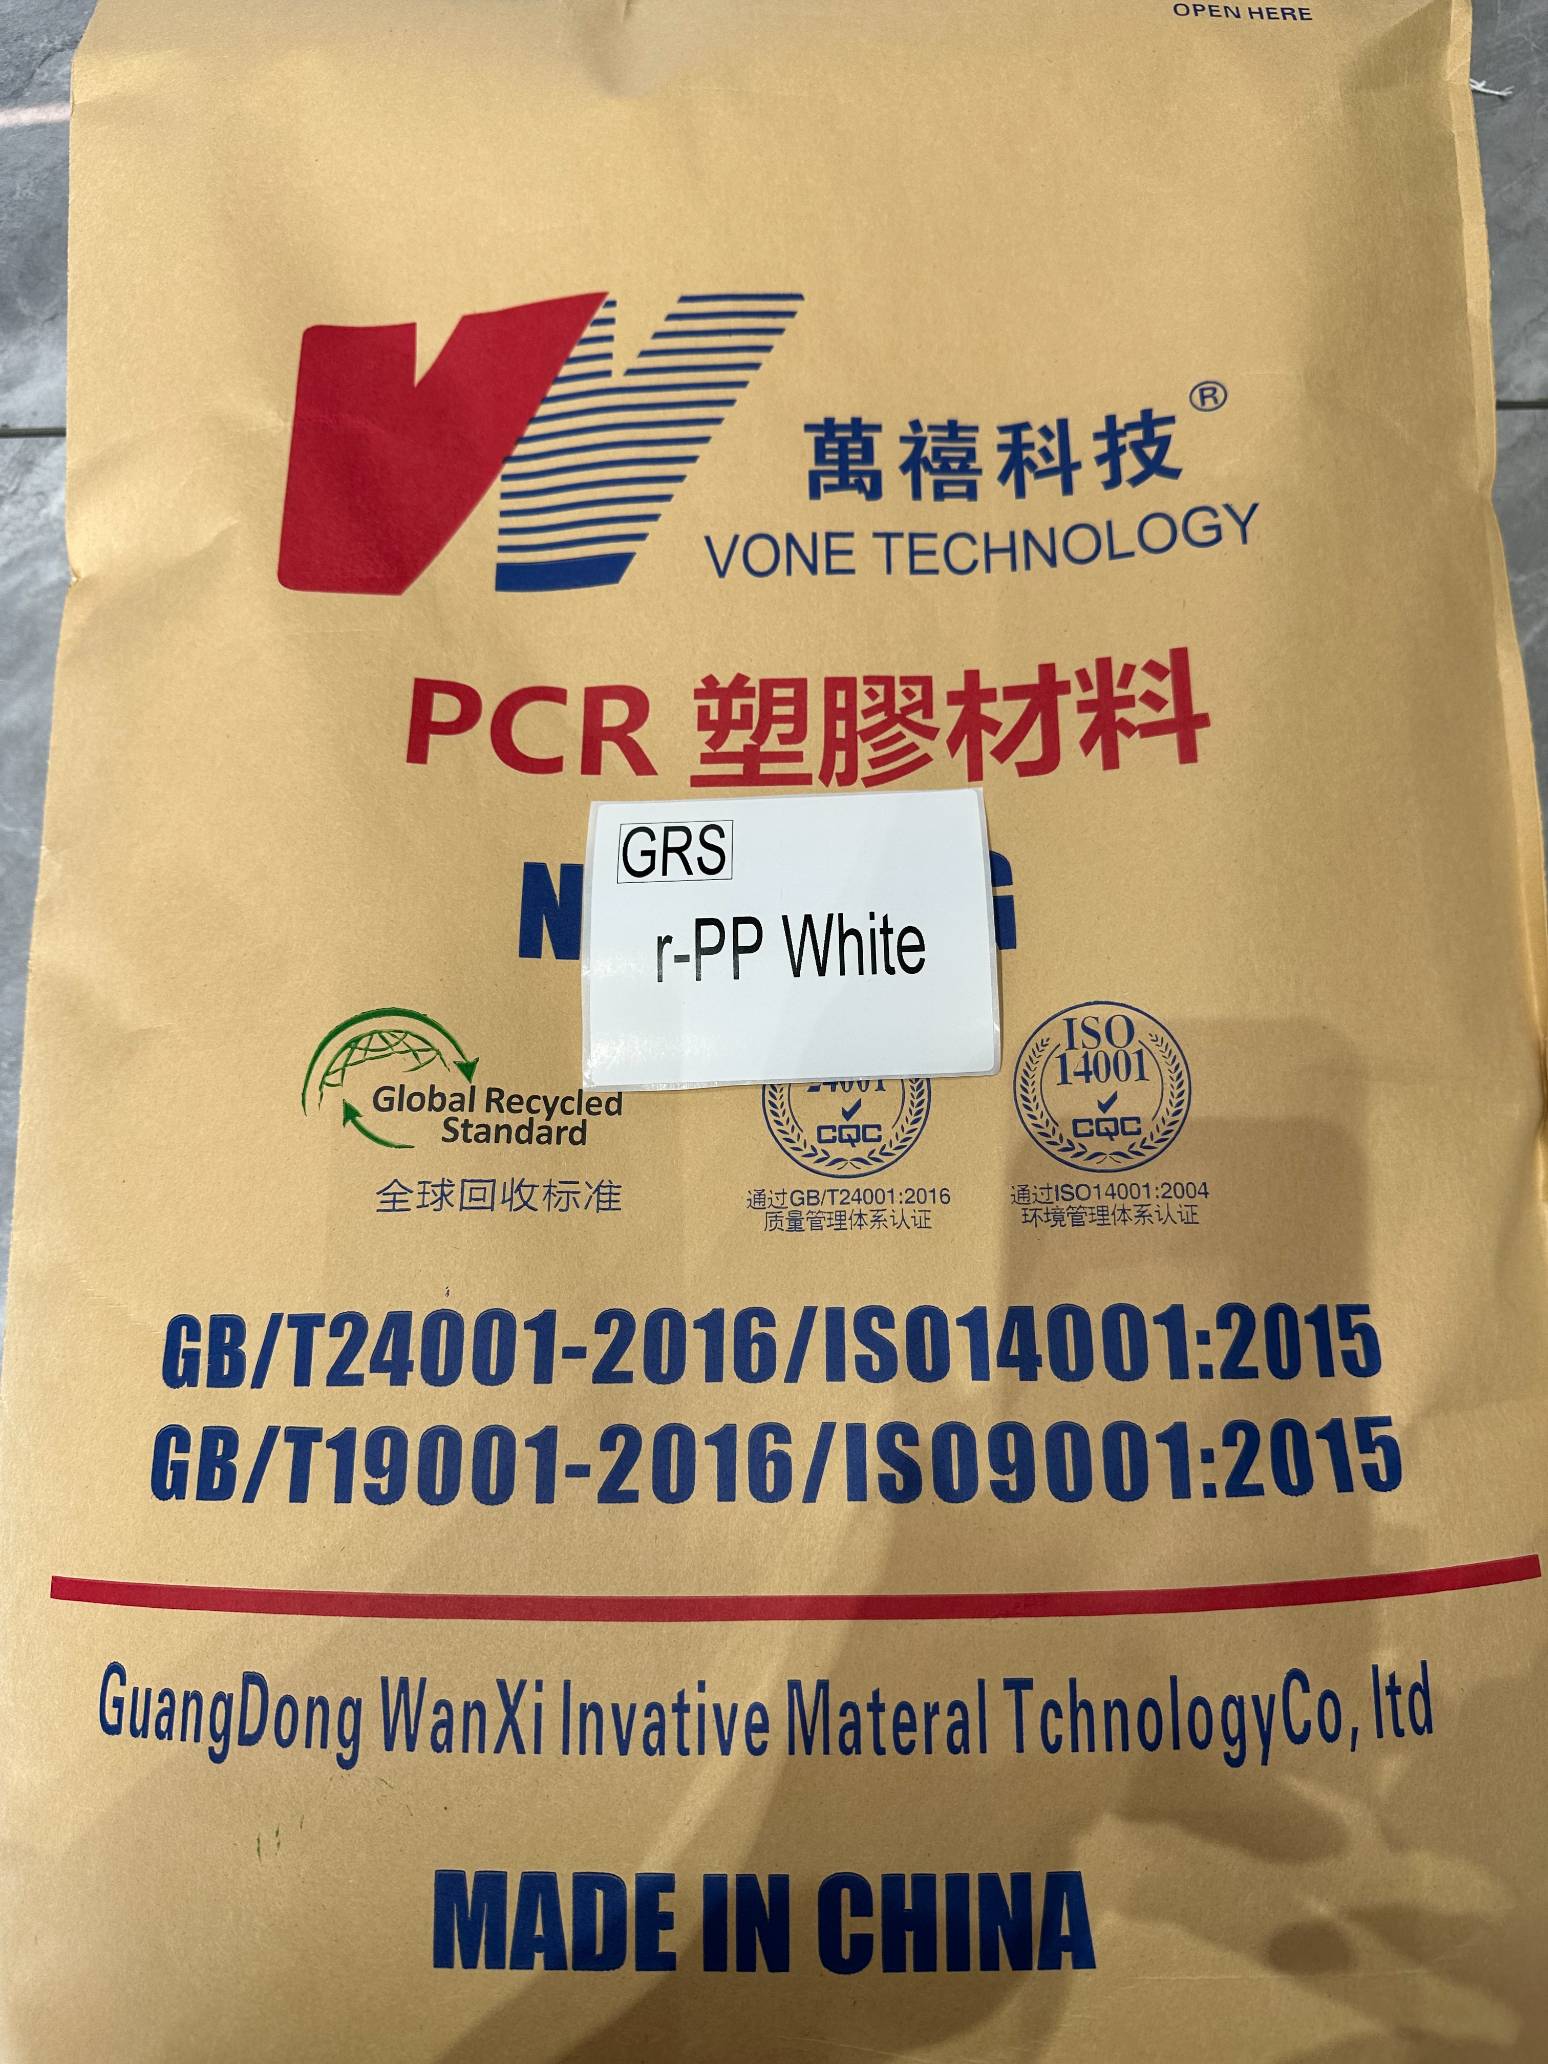 OPEN HERE
萬禧科技®
VONE TECHNOLOGY
PCR 塑膠材料
GRS
r-PP White
Global Recycled
Standard
全球回收标准
24001
CQC
通过GB/T24001:2016
质量管理体系认证
ISO
14001
CQC
通过ISO14001:2004
环境管理体系认证
GB/T24001-2016/ISO14001:2015
GB/T19001-2016/ISO9001:2015
GuangDong WanXi Invative Materal TchnologyCo, ltd
MADE IN CHINA